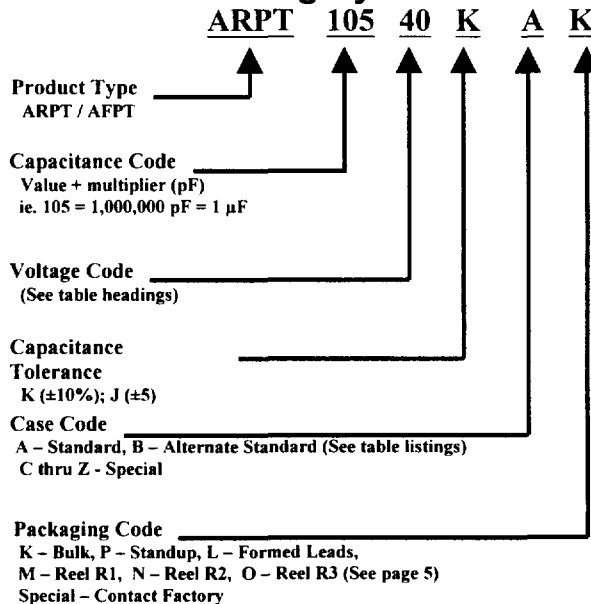 ARPT 105 40 K A K
Product Type
ARPT / AFPT
Capacitance Code
Value + multiplier (pF)
ie. 105 = 1,000,000 pF = 1 µF
Voltage Code
(See table headings)
Capacitance
Tolerance
K (±10%); J (±5)
Case Code
A – Standard, B – Alternate Standard (See table listings)
C thru Z - Special
Packaging Code
K – Bulk, P – Standup, L – Formed Leads,
M – Reel R1, N – Reel R2, O – Reel R3 (See page 5)
Special – Contact Factory